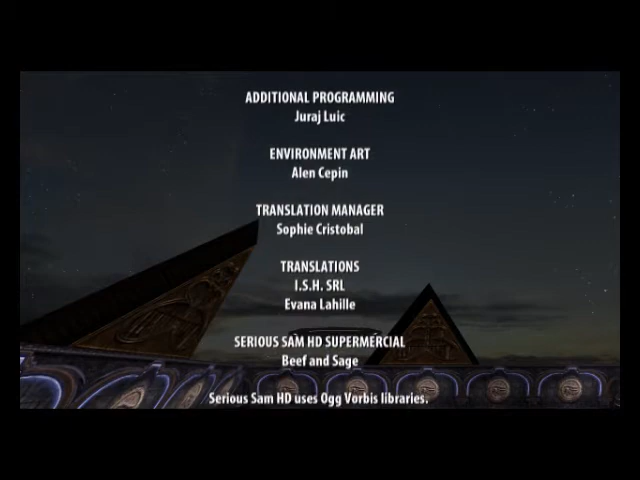 ADDITIONAL PROGRAMMING
Juraj Luic
ENVIRONMENT ART
Alen Cepin
TRANSLATION MANAGER
Sophie Cristobal
TRANSLATIONS
I.S.H. SRL
Evana Lahille
SERIOUS SAM HD SUPERMERCIAL
Beef and Sage
Serious Sam HD uses Ogg Vorbis libraries.